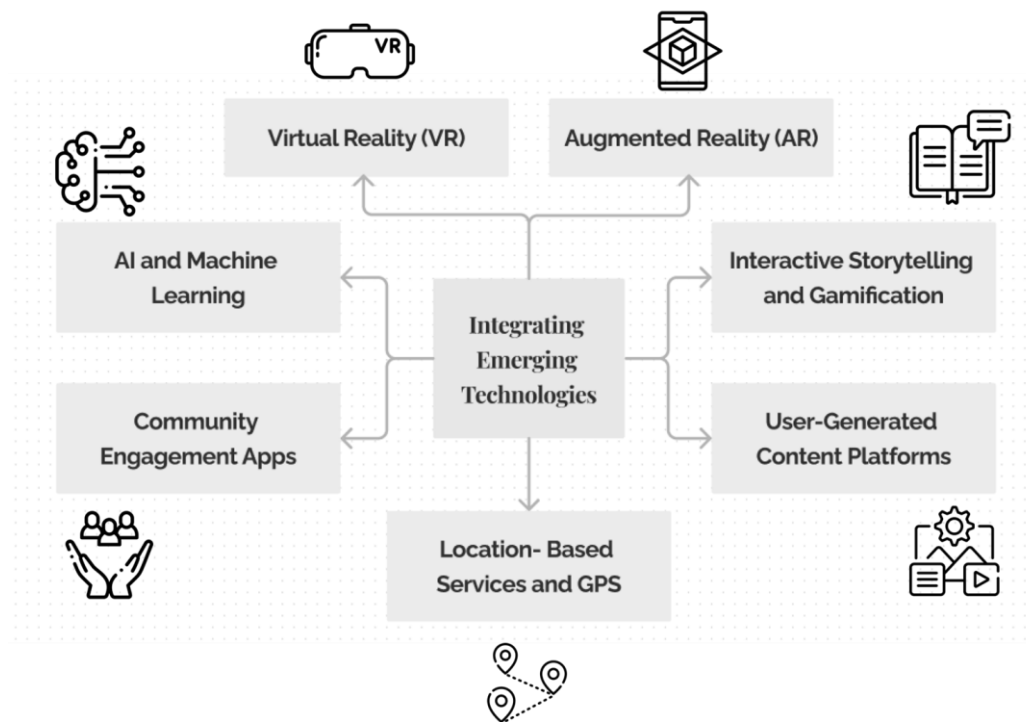 VR
Virtual Reality (VR)
Augmented Reality (AR)
AI and Machine
Learning
Interactive Storytelling
and Gamification
Integrating
Emerging
Technologies
Community
Engagement Apps
User-Generated
Content Platforms
Location- Based
Services and GPS